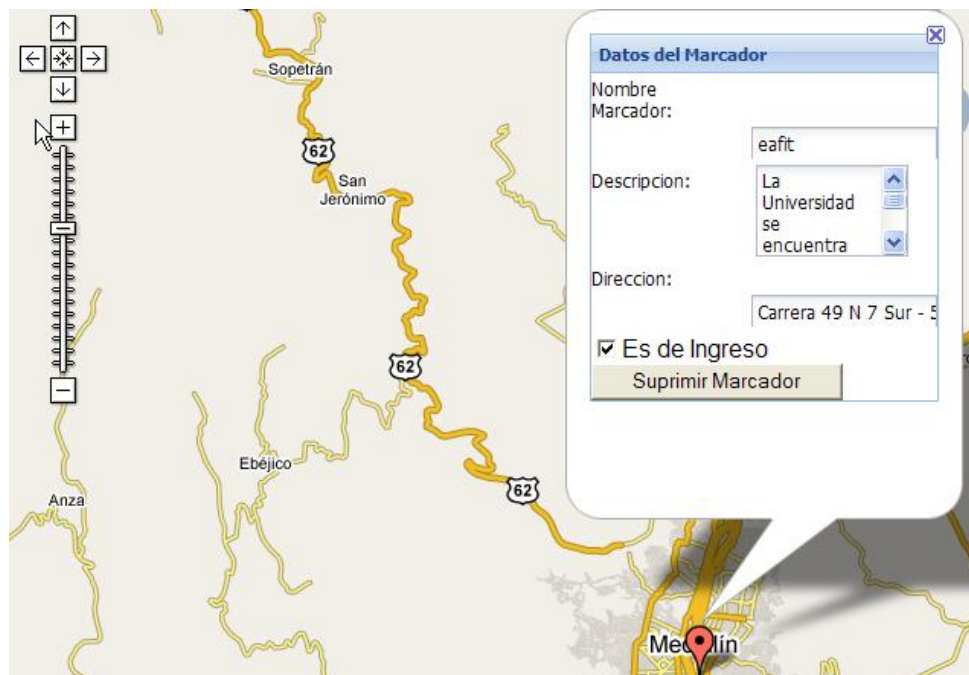 Sopetrán
62
San
Jerónimo
62
Ebéjico
62
Anza
Datos del Marcador
Nombre
Marcador:
eafit
Descripcion:
La
Universidad
se
encuentra
Direccion:
Carrera 49 N 7 Sur - 5
Es de Ingreso
Suprimir Marcador